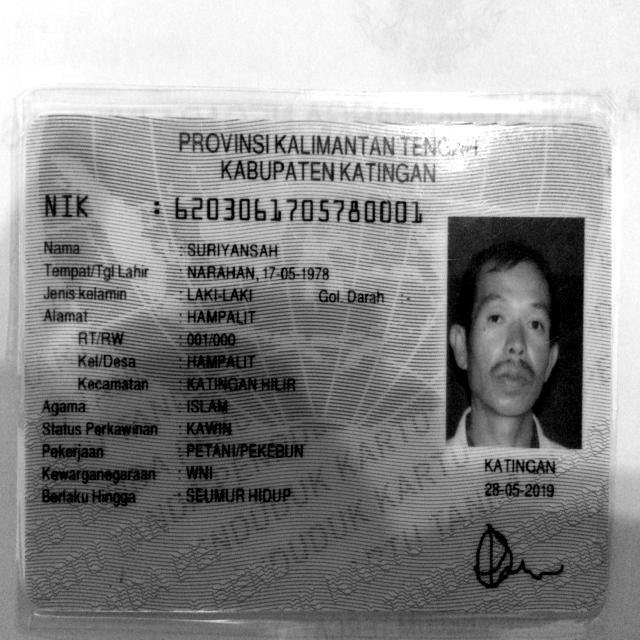 PROVINSI KALIMANTAN TENGAH
KABUPATEN KATINGAN
NIK : 6203061705780001
Nama : SURIYANSAH
Tempat/Tgl Lahir : NARAHAN, 17-05-1978
Jenis kelamin : LAKI-LAKI Gol. Darah : -
Alamat : HAMPALIT
RT/RW : 001/000
Kel/Desa : HAMPALIT
Kecamatan : KATINGAN HILIR
Agama : ISLAM
Status Perkawinan : KAWIN
Pekerjaan : PETANI/PEKEBUN
Kewarganegaraan : WNI
Berlaku Hingga : SEUMUR HIDUP
KATINGAN
28-05-2019